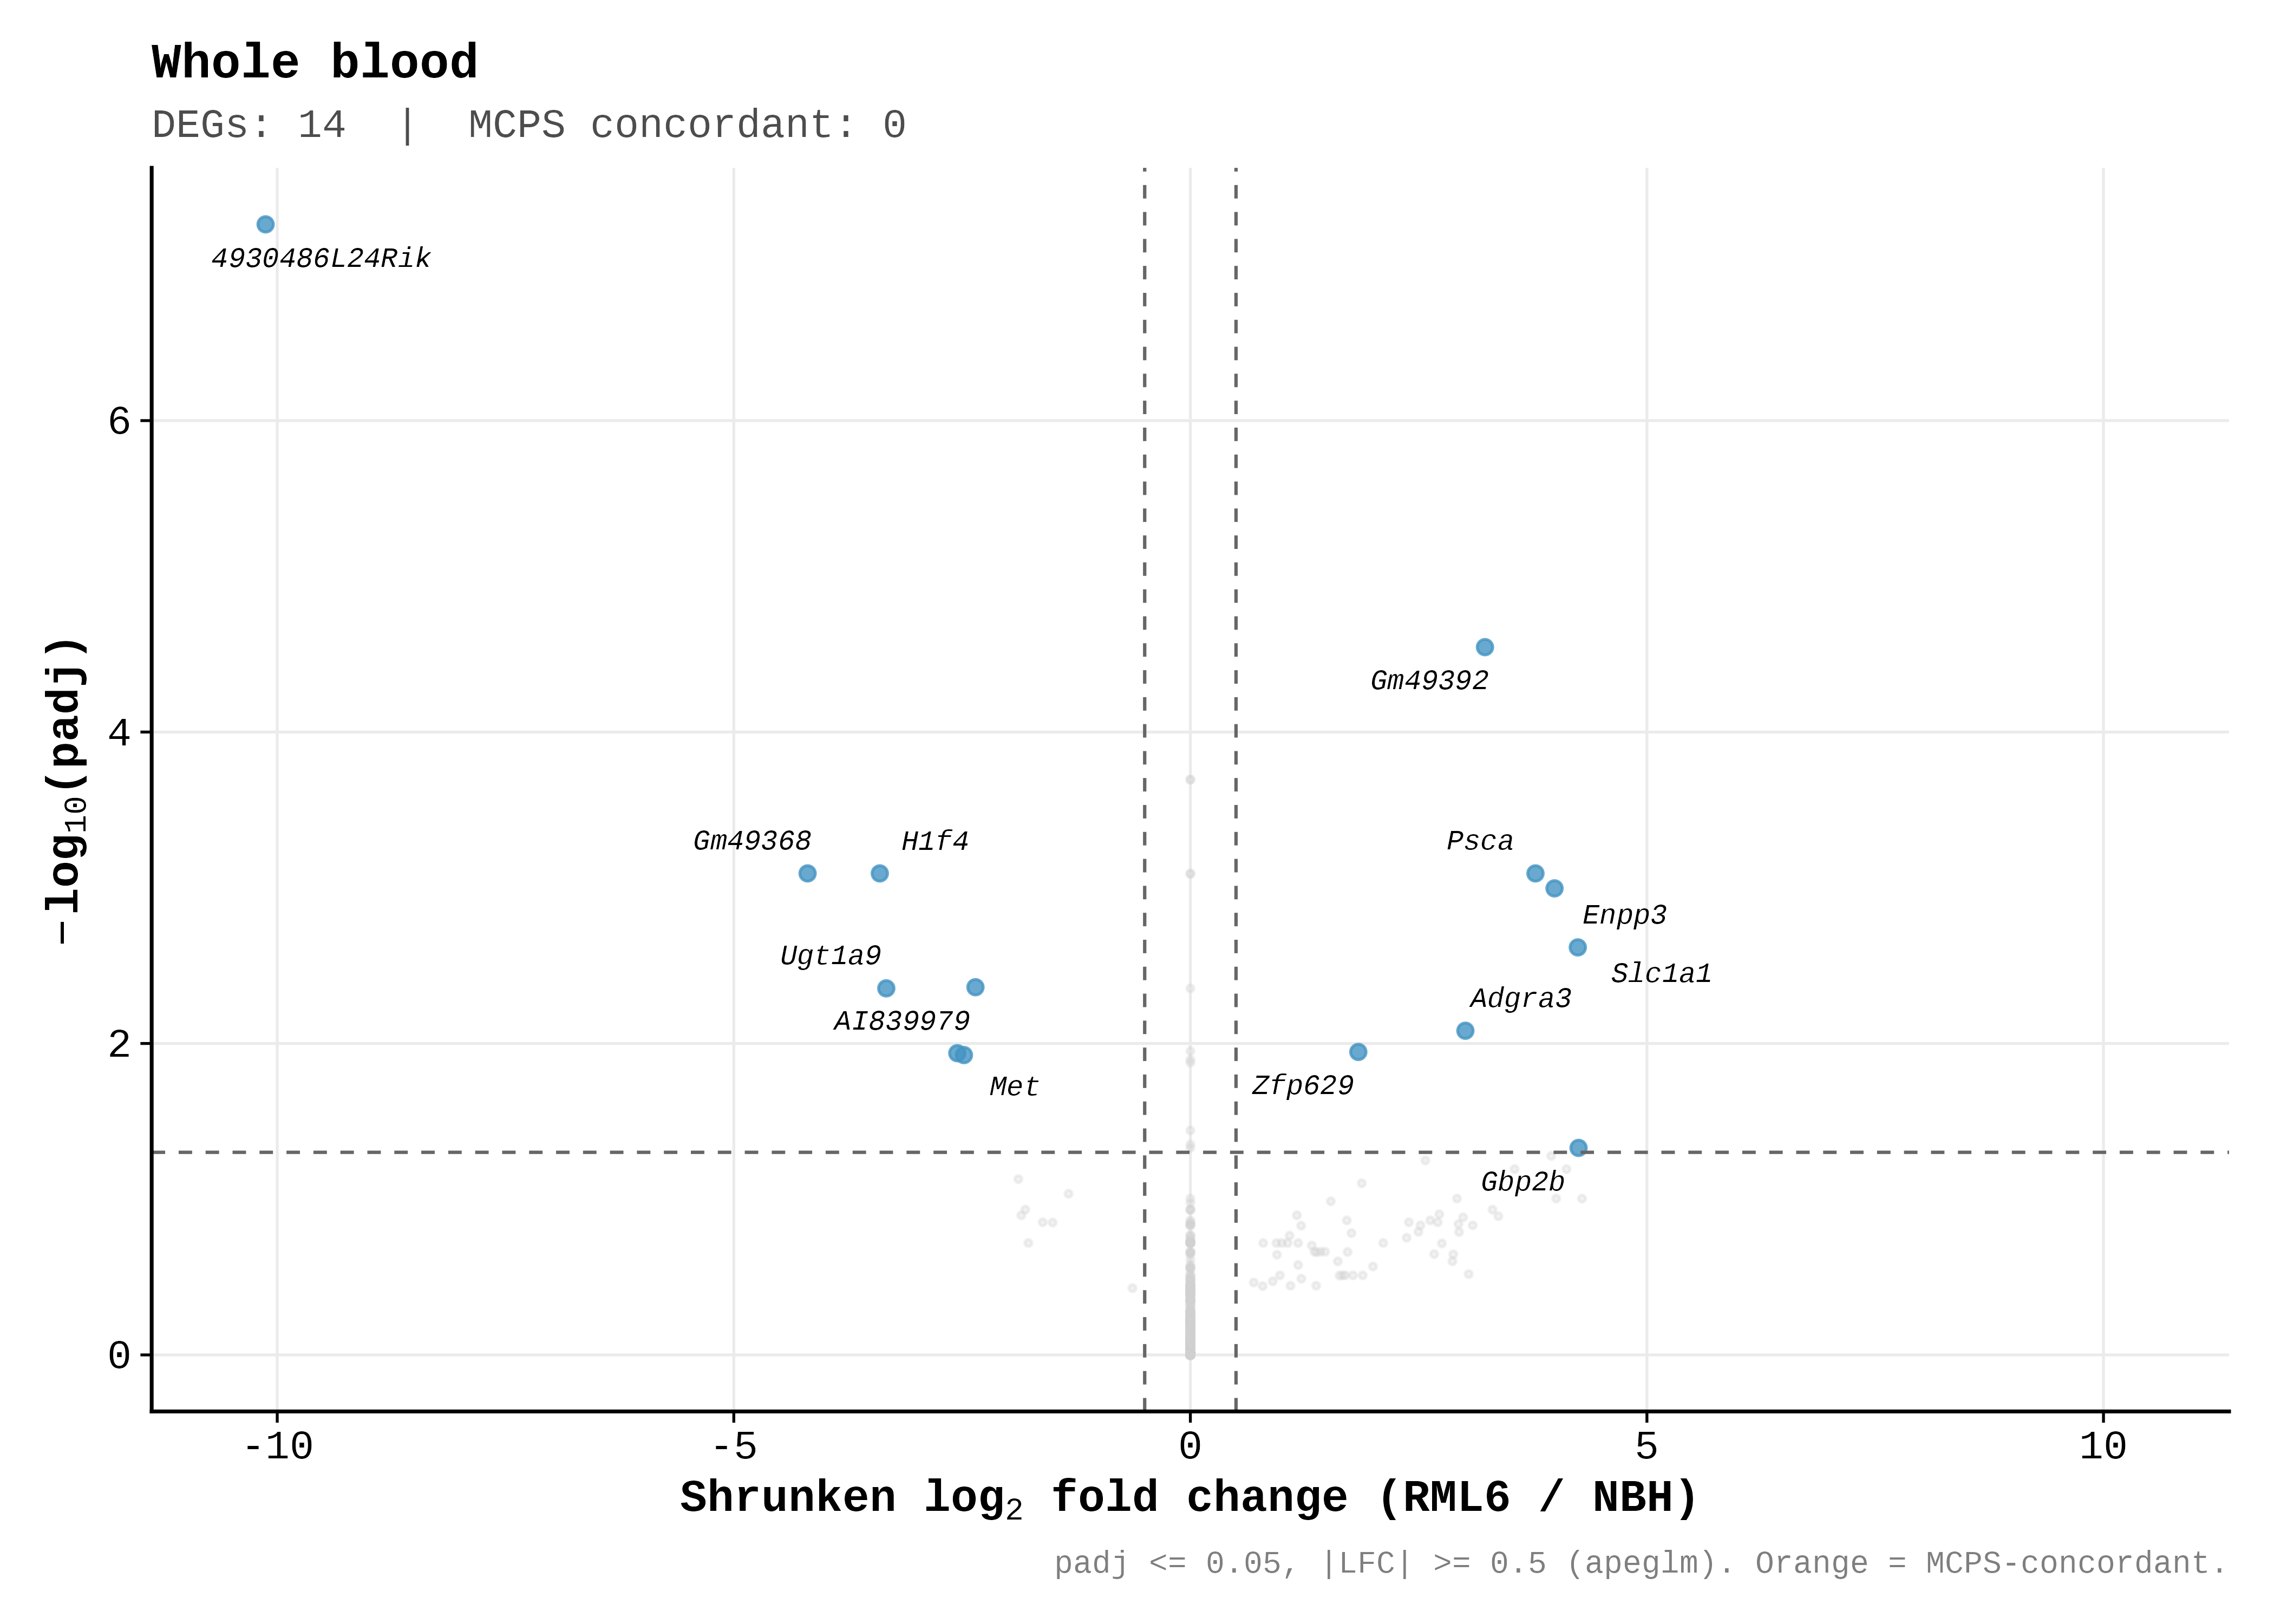 Whole blood
DEGs: 14 | MCPS concordant: 0
4930486L24Rik
6
Gm49392
4
Gm49368
H1f4
Psca
Enpp3
Ugt1a9
Slc1a1
Adgra3
AI839979
2
Met
Zfp629
Gbp2b
0
-10
-5
0
5
10
−log10(padj)
Shrunken log2 fold change (RML6 / NBH)
padj <= 0.05, |LFC| >= 0.5 (apeglm). Orange = MCPS-concordant.